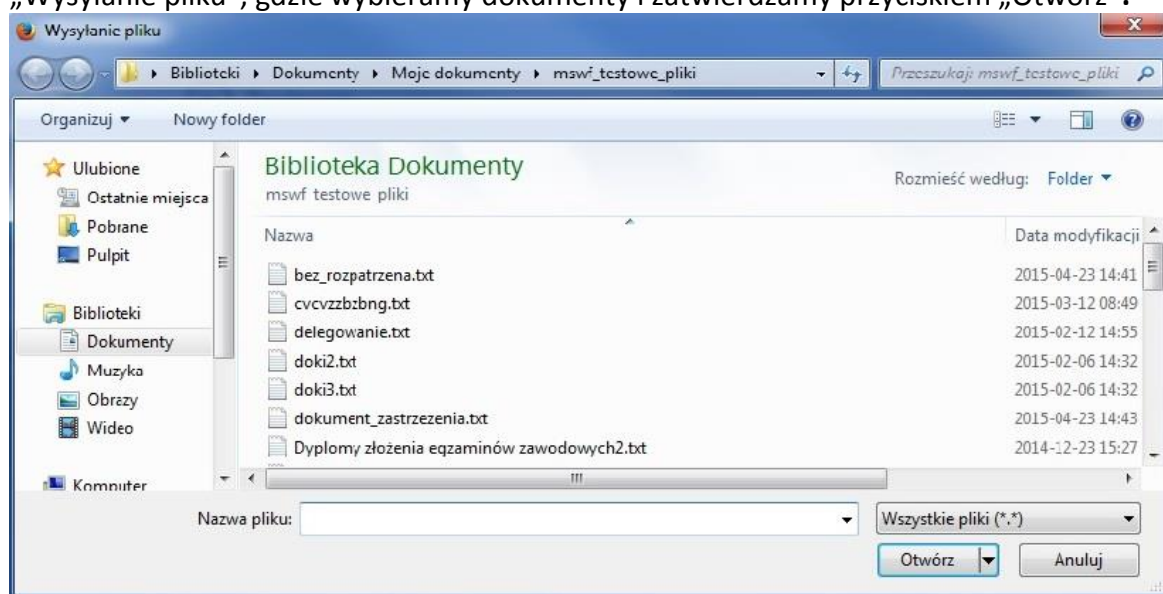 „Wysyłanie pliku", gdzie wybieramy dokumenty i zatwierdzamy przyciskiem „Otwórz".
Wysyłanie pliku
Biblioteki ▸ Dokumenty ▸ Moje dokumenty ▸ mswf_testowe_pliki
Przeszukaj: mswf_testowe_pliki
Organizuj
Nowy folder
Ulubione
Ostatnie miejsca
Pobrane
Pulpit
Biblioteki
Dokumenty
Muzyka
Obrazy
Wideo
Komputer
Biblioteka Dokumenty
mswf testowe pliki
Rozmieść według: Folder
Nazwa Data modyfikacji
bez_rozpatrzena.txt 2015-04-23 14:41
cvcvzzbzbng.txt 2015-03-12 08:49
delegowanie.txt 2015-02-12 14:55
doki2.txt 2015-02-06 14:32
doki3.txt 2015-02-06 14:32
dokument_zastrzezenia.txt 2015-04-23 14:43
Dyplomy złożenia egzaminów zawodowych2.txt 2014-12-23 15:27
Nazwa pliku:
Wszystkie pliki (*.*)
Otwórz
Anuluj